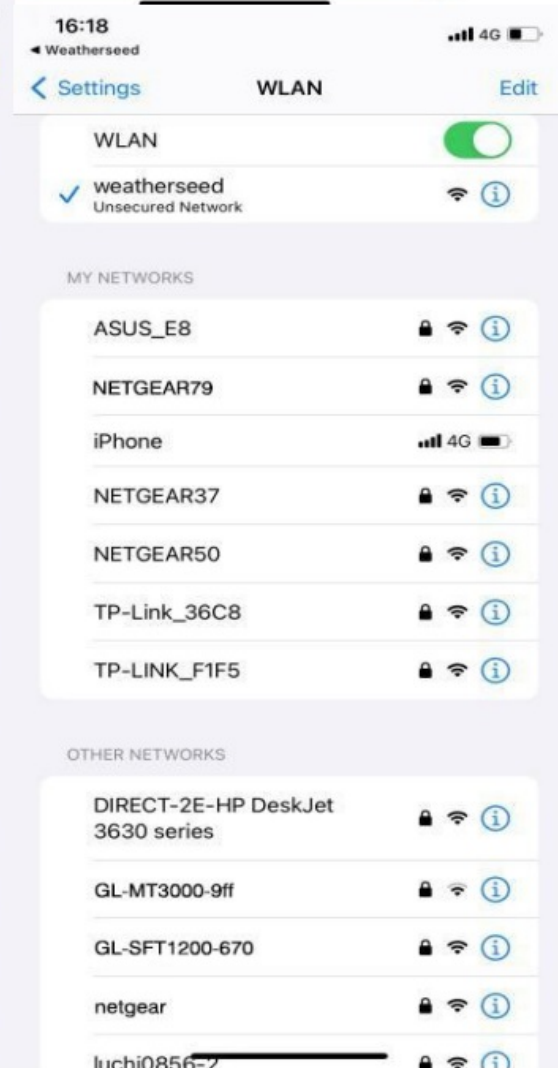 16:18
4G
◀ Weatherseed
Settings
WLAN
Edit
WLAN
weatherseed
Unsecured Network
MY NETWORKS
ASUS_E8
NETGEAR79
iPhone
4G
NETGEAR37
NETGEAR50
TP-Link_36C8
TP-LINK_F1F5
OTHER NETWORKS
DIRECT-2E-HP DeskJet
3630 series
GL-MT3000-9ff
GL-SFT1200-670
netgear
luchi0856-2